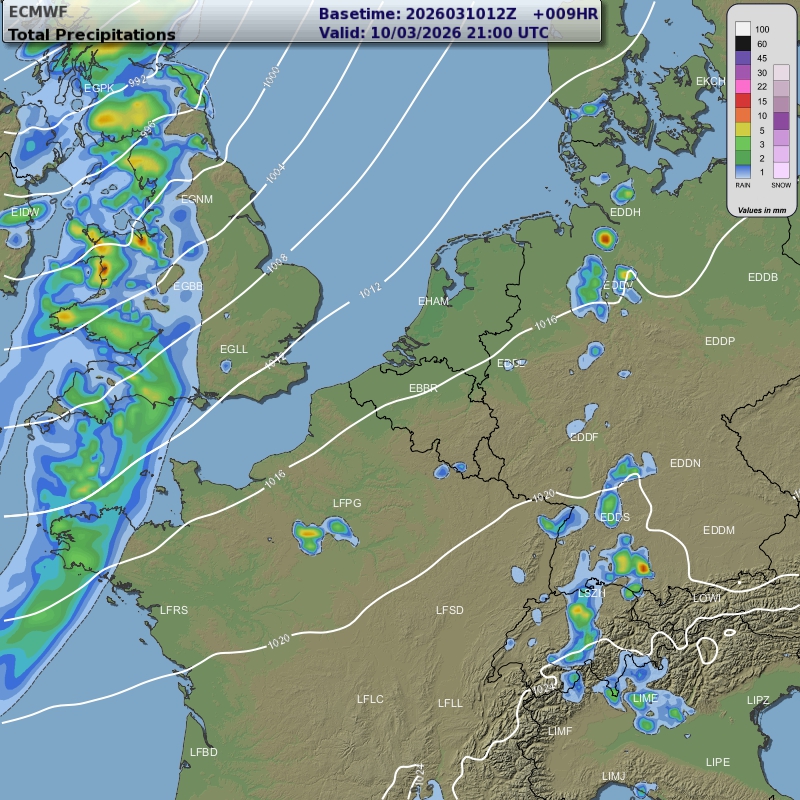 ECMWF
Basetime: 2026031012Z +009HR
Total Precipitations
Valid: 10/03/2026 21:00 UTC
100
60
45
30
22
15
10
5
3
2
1
RAIN SNOW
Values in mm
EGPK
992
1000
EKCH
996
1004
EGNM
EIDW
EDDH
1008
EGBB
EDDV
EDDB
1012
EHAM
1016
EGLL
EDDP
1012
EBBR
EDDF
EDDN
1016
1020
LFPG
EDDS
EDDM
LSZH
LOWI
LFRS
LFSD
1020
1024
LFLC
LFLL
LIME
LIPZ
LIMF
LFBD
LIPE
1024
LIMJ